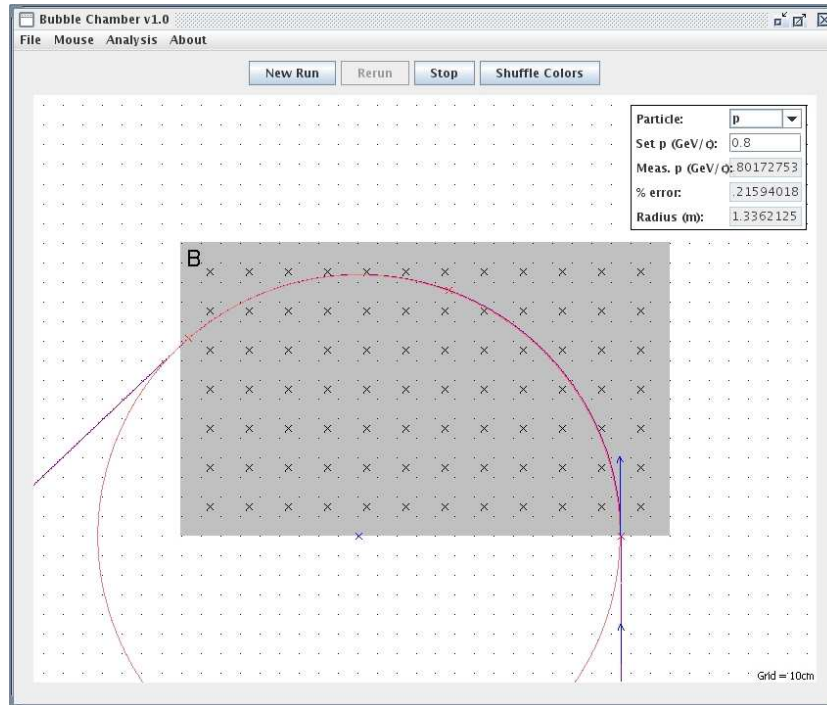 Bubble Chamber v1.0
File Mouse Analysis About
New Run Rerun Stop Shuffle Colors
Particle: p
Set p (GeV/c): 0.8
Meas. p (GeV/c): 80172753
% error: .21594018
Radius (m): 1.3362125
B
Grid = 10cm